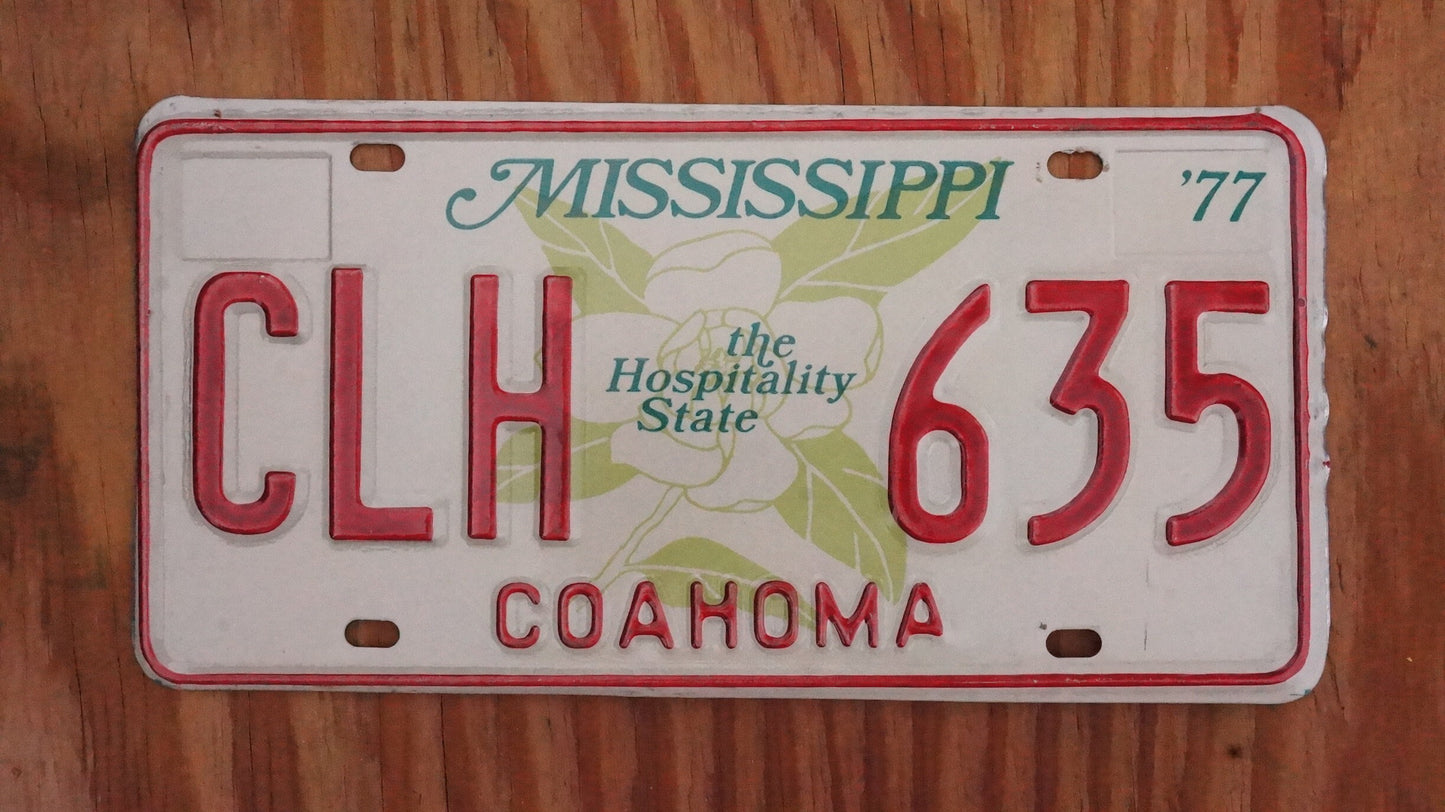 MISSISSIPPI '77
CLH 635
the
Hospitality
State
COAHOMA